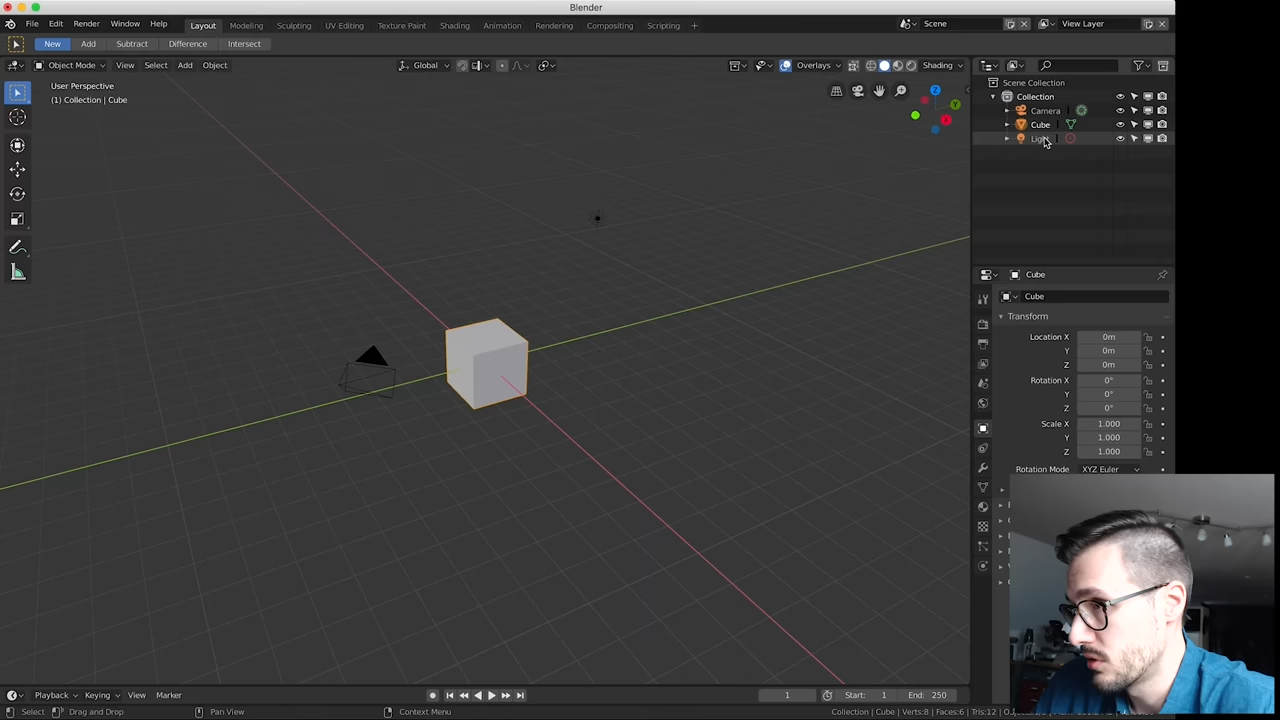 Blender
File Edit Render Window Help Layout Modeling Sculpting UV Editing Texture Paint Shading Animation Rendering Compositing Scripting + Scene View Layer
New Add Subtract Difference Intersect
Object Mode View Select Add Object Global Overlays Shading
User Perspective
(1) Collection | Cube
Z
Y
X
Scene Collection
Collection
Camera
Cube
Light
Cube
Cube
Transform
Location X 0m
Y 0m
Z 0m
Rotation X 0°
Y 0°
Z 0°
Scale X 1.000
Y 1.000
Z 1.000
Rotation Mode XYZ Euler
Playback Keying View Marker 1 Start: 1 End: 250
Select Drag and Drop Pan View Context Menu Collection | Cube | Verts:8 | Faces:6 | Tris:12 |